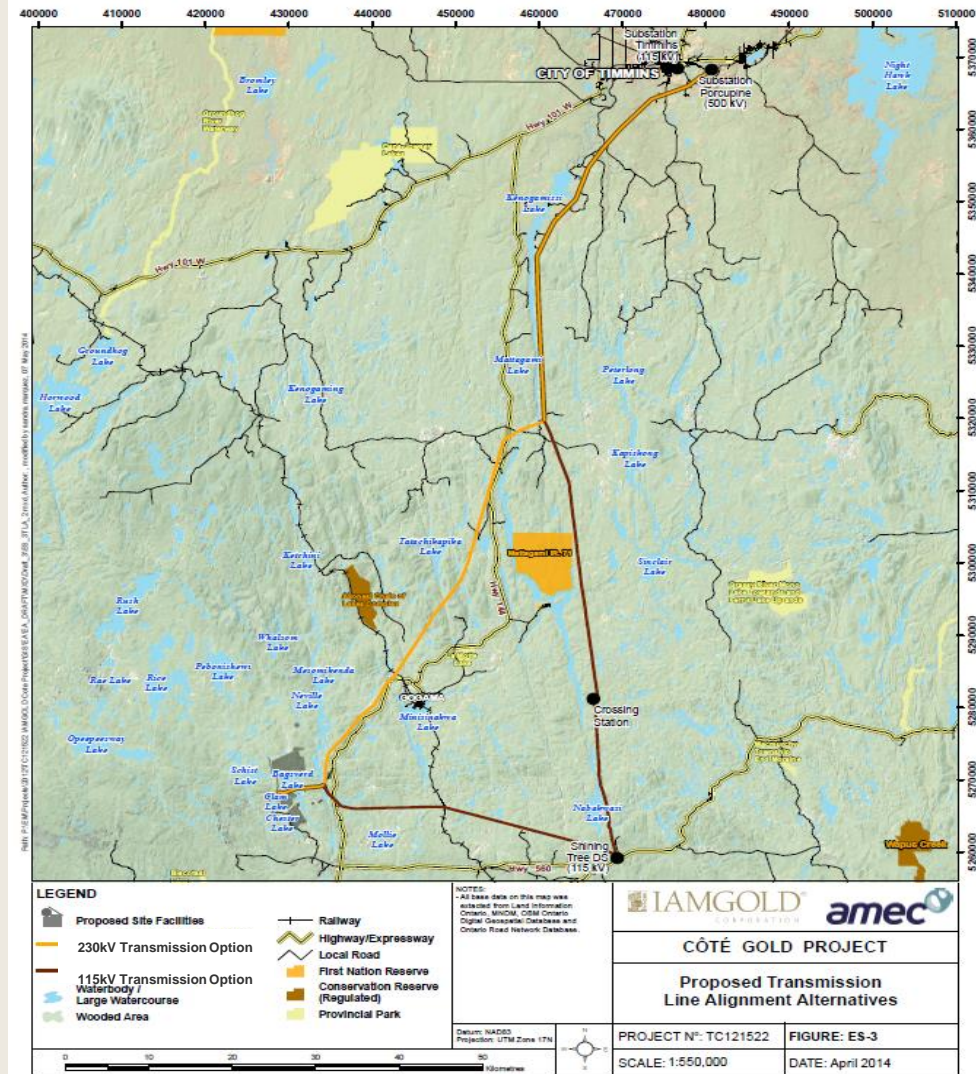 400000 410000 420000 430000 440000 450000 460000 470000 480000 490000 500000 510000
5370000
5360000
5350000
5340000
5330000
5320000
5310000
5300000
5290000
5280000
5270000
5260000
Substation
Timmins
(115 kV)
CITY OF TIMMINS
Substation
Porcupine
(500 kV)
Night
Hawk
Lake
Bromley
Lake
Groundhog
River
Waterway
Hwy 101 W
Kenogamissi
Lake
Hwy 101 W
Groundhog
Lake
Horwood
Lake
Kenogaming
Lake
Mattagami
Lake
Peterlong
Lake
Kapiskong
Lake
Tatachikapika
Lake
Mattagami IR. 71
Hwy 144
Sinclair
Lake
Ketchini
Lake
Rush
Lake
Whalsom
Lake
Rae Lake
Rice
Lake
Pebonishewi
Lake
Mesomikenda
Lake
Neville
Lake
GOGAMA
Minisinakwa
Lake
Crossing
Station
Opeepeesway
Lake
Schist
Lake
Bagsverd
Lake
Clam
Lake
Chester
Lake
Mollie
Lake
Nabakwasi
Lake
Shining
Tree DS
(115 kV)
Hwy 560
Wapus Creek
LEGEND
Proposed Site Facilities
230kV Transmission Option
115kV Transmission Option
Waterbody /
Large Watercourse
Wooded Area
Railway
Highway/Expressway
Local Road
First Nation Reserve
Conservation Reserve
(Regulated)
Provincial Park
0 10 20 30 40 50
Kilometres
NOTES:
- All base data on this map was
extracted from Land Information
Ontario, MNDM, OBM Ontario
Digital Geospatial Database and
Ontario Road Network Database.
Datum: NAD83
Projection: UTM Zone 17N
IAMGOLD®
CORPORATION
amec
CÔTÉ GOLD PROJECT
Proposed Transmission
Line Alignment Alternatives
PROJECT Nº: TC121522
FIGURE: ES-3
SCALE: 1:550,000
DATE: April 2014